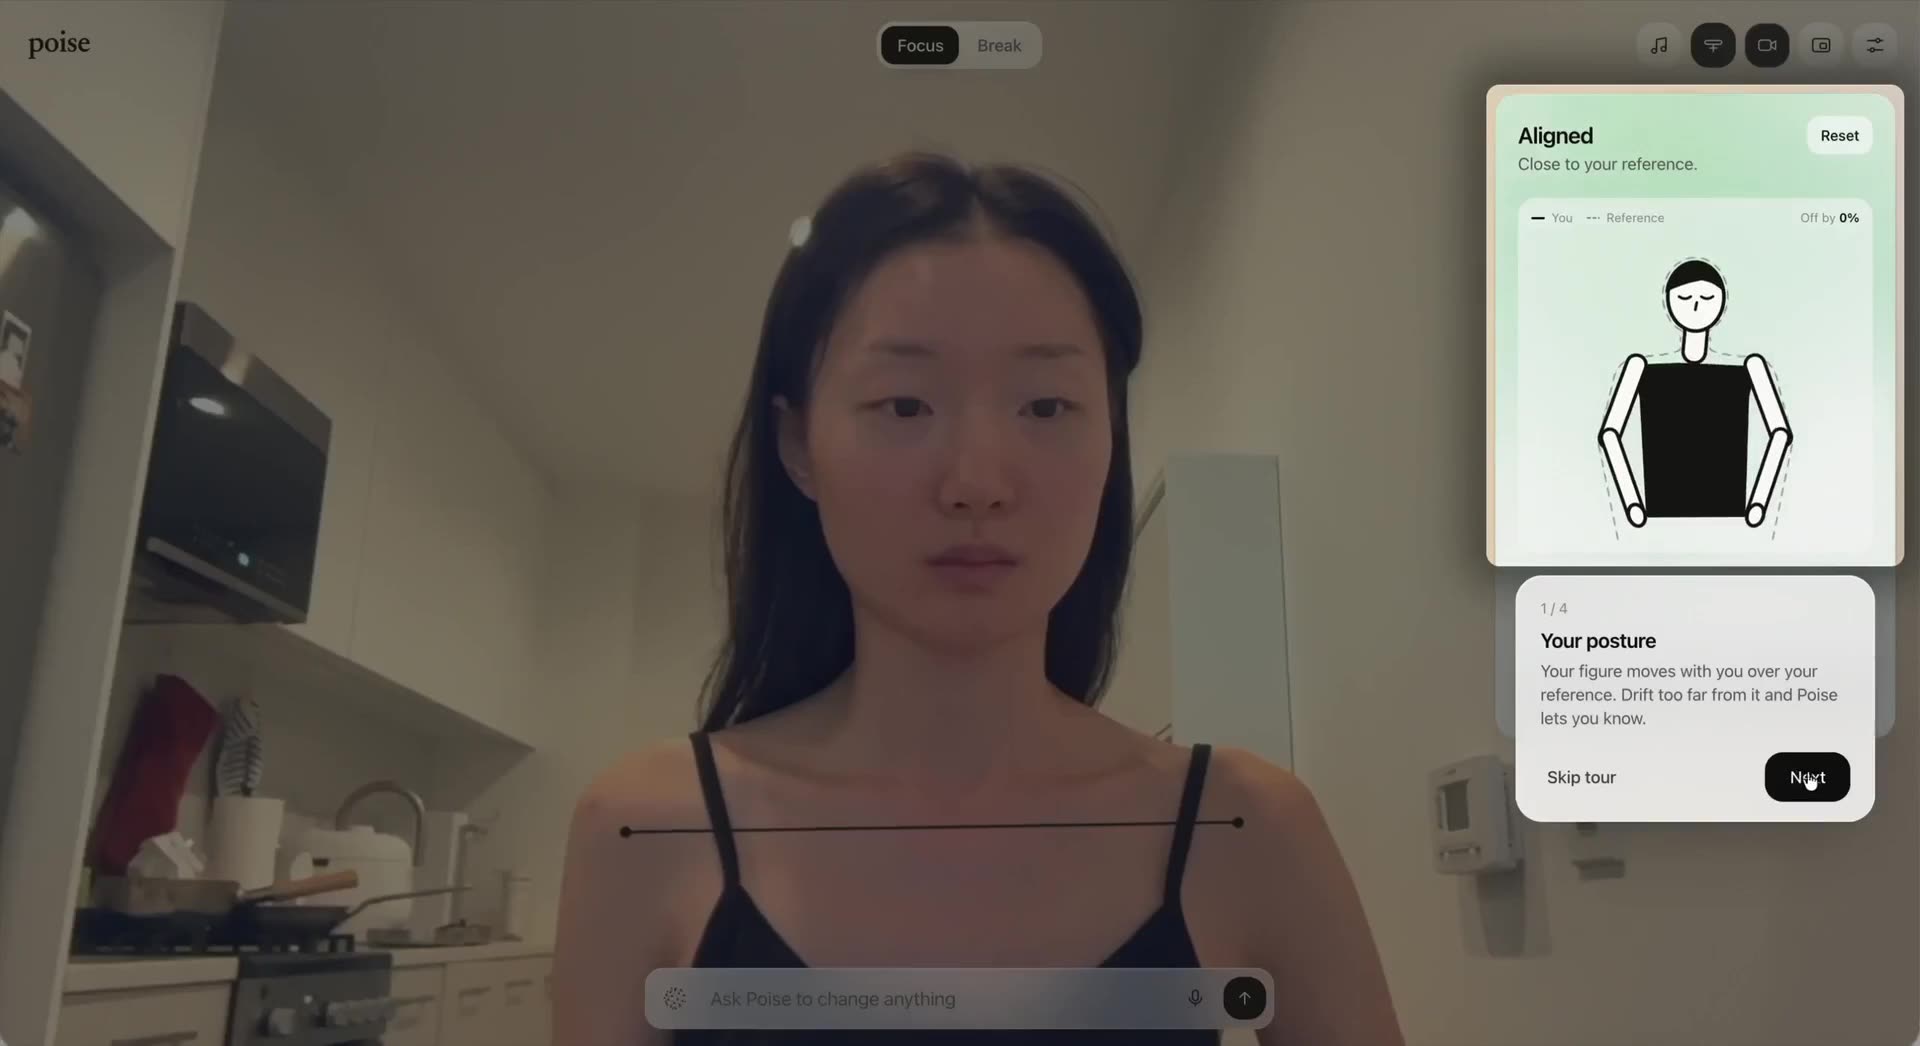 poise
Focus
Break
Aligned
Reset
Close to your reference.
You
Reference
Off by 0%
1 / 4
Your posture
Your figure moves with you over your
reference. Drift too far from it and Poise
lets you know.
Skip tour
Next
Ask Poise to change anything